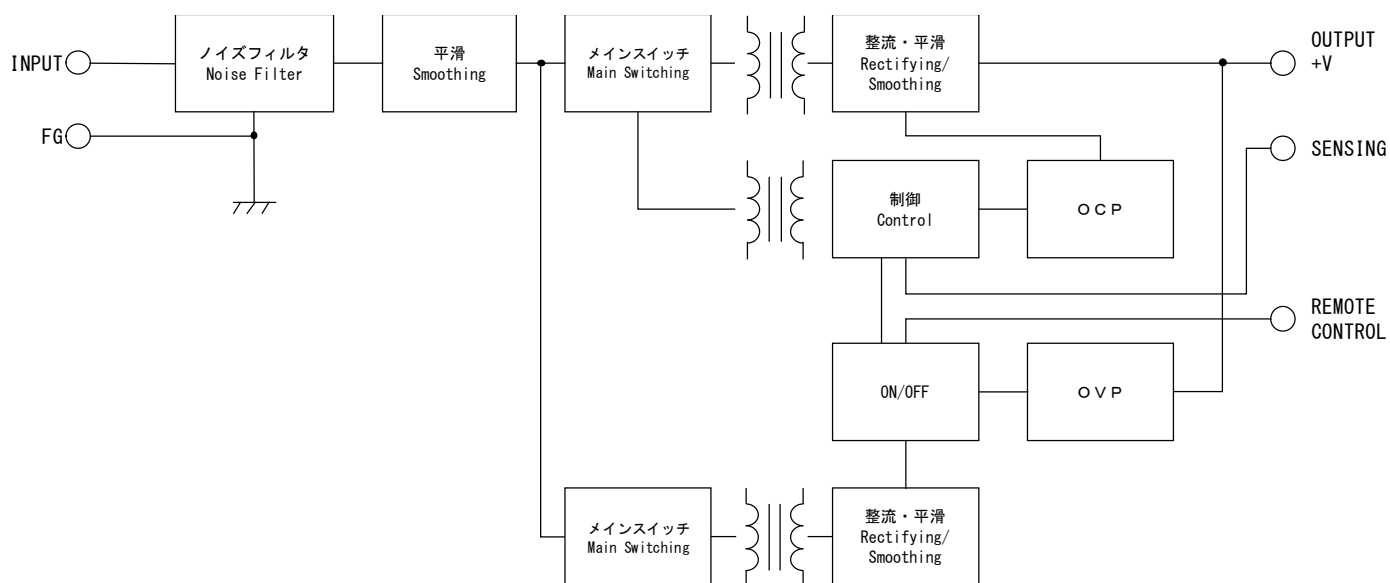 INPUT
ノイズフィルタ
Noise Filter
平滑
Smoothing
メインスイッチ
Main Switching
整流・平滑
Rectifying/
Smoothing
OUTPUT
+V
FG
SENSING
制御
Control
ＯＣＰ
REMOTE
CONTROL
ON/OFF
ＯＶＰ
メインスイッチ
Main Switching
整流・平滑
Rectifying/
Smoothing